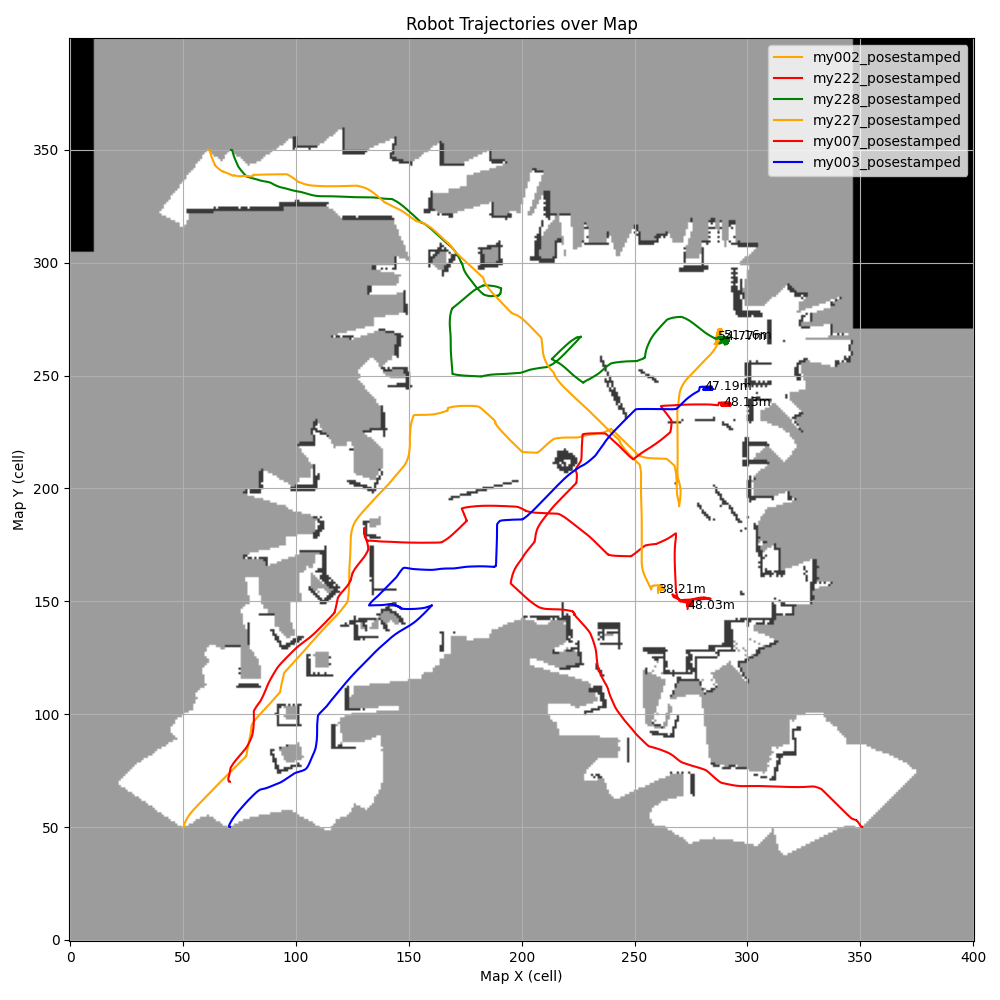 Robot Trajectories over Map
my002_posestamped
my222_posestamped
my228_posestamped
my227_posestamped
my007_posestamped
my003_posestamped
47.19m
48.13m
38.21m
48.03m
Map Y (cell)
350
300
250
200
150
100
50
0
0 50 100 150 200 250 300 350 400
Map X (cell)